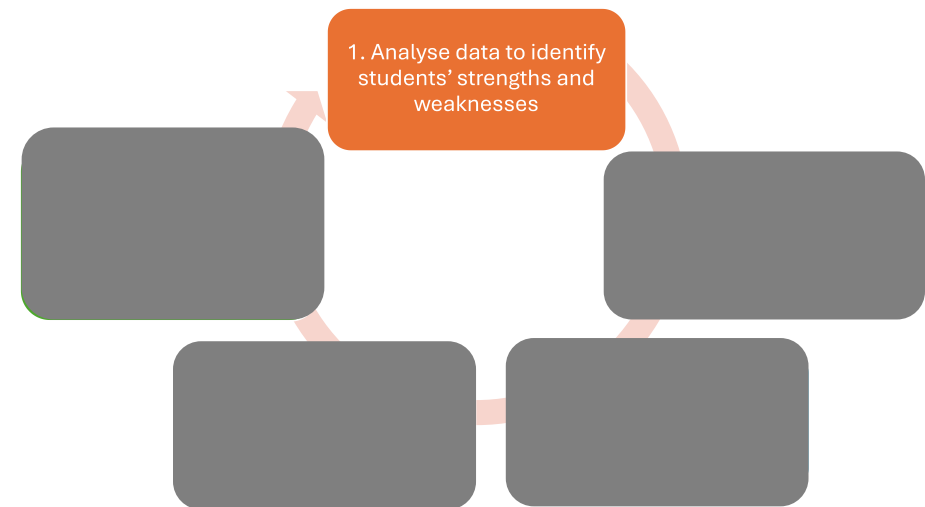 1. Analyse data to identify
students’ strengths and
weaknesses